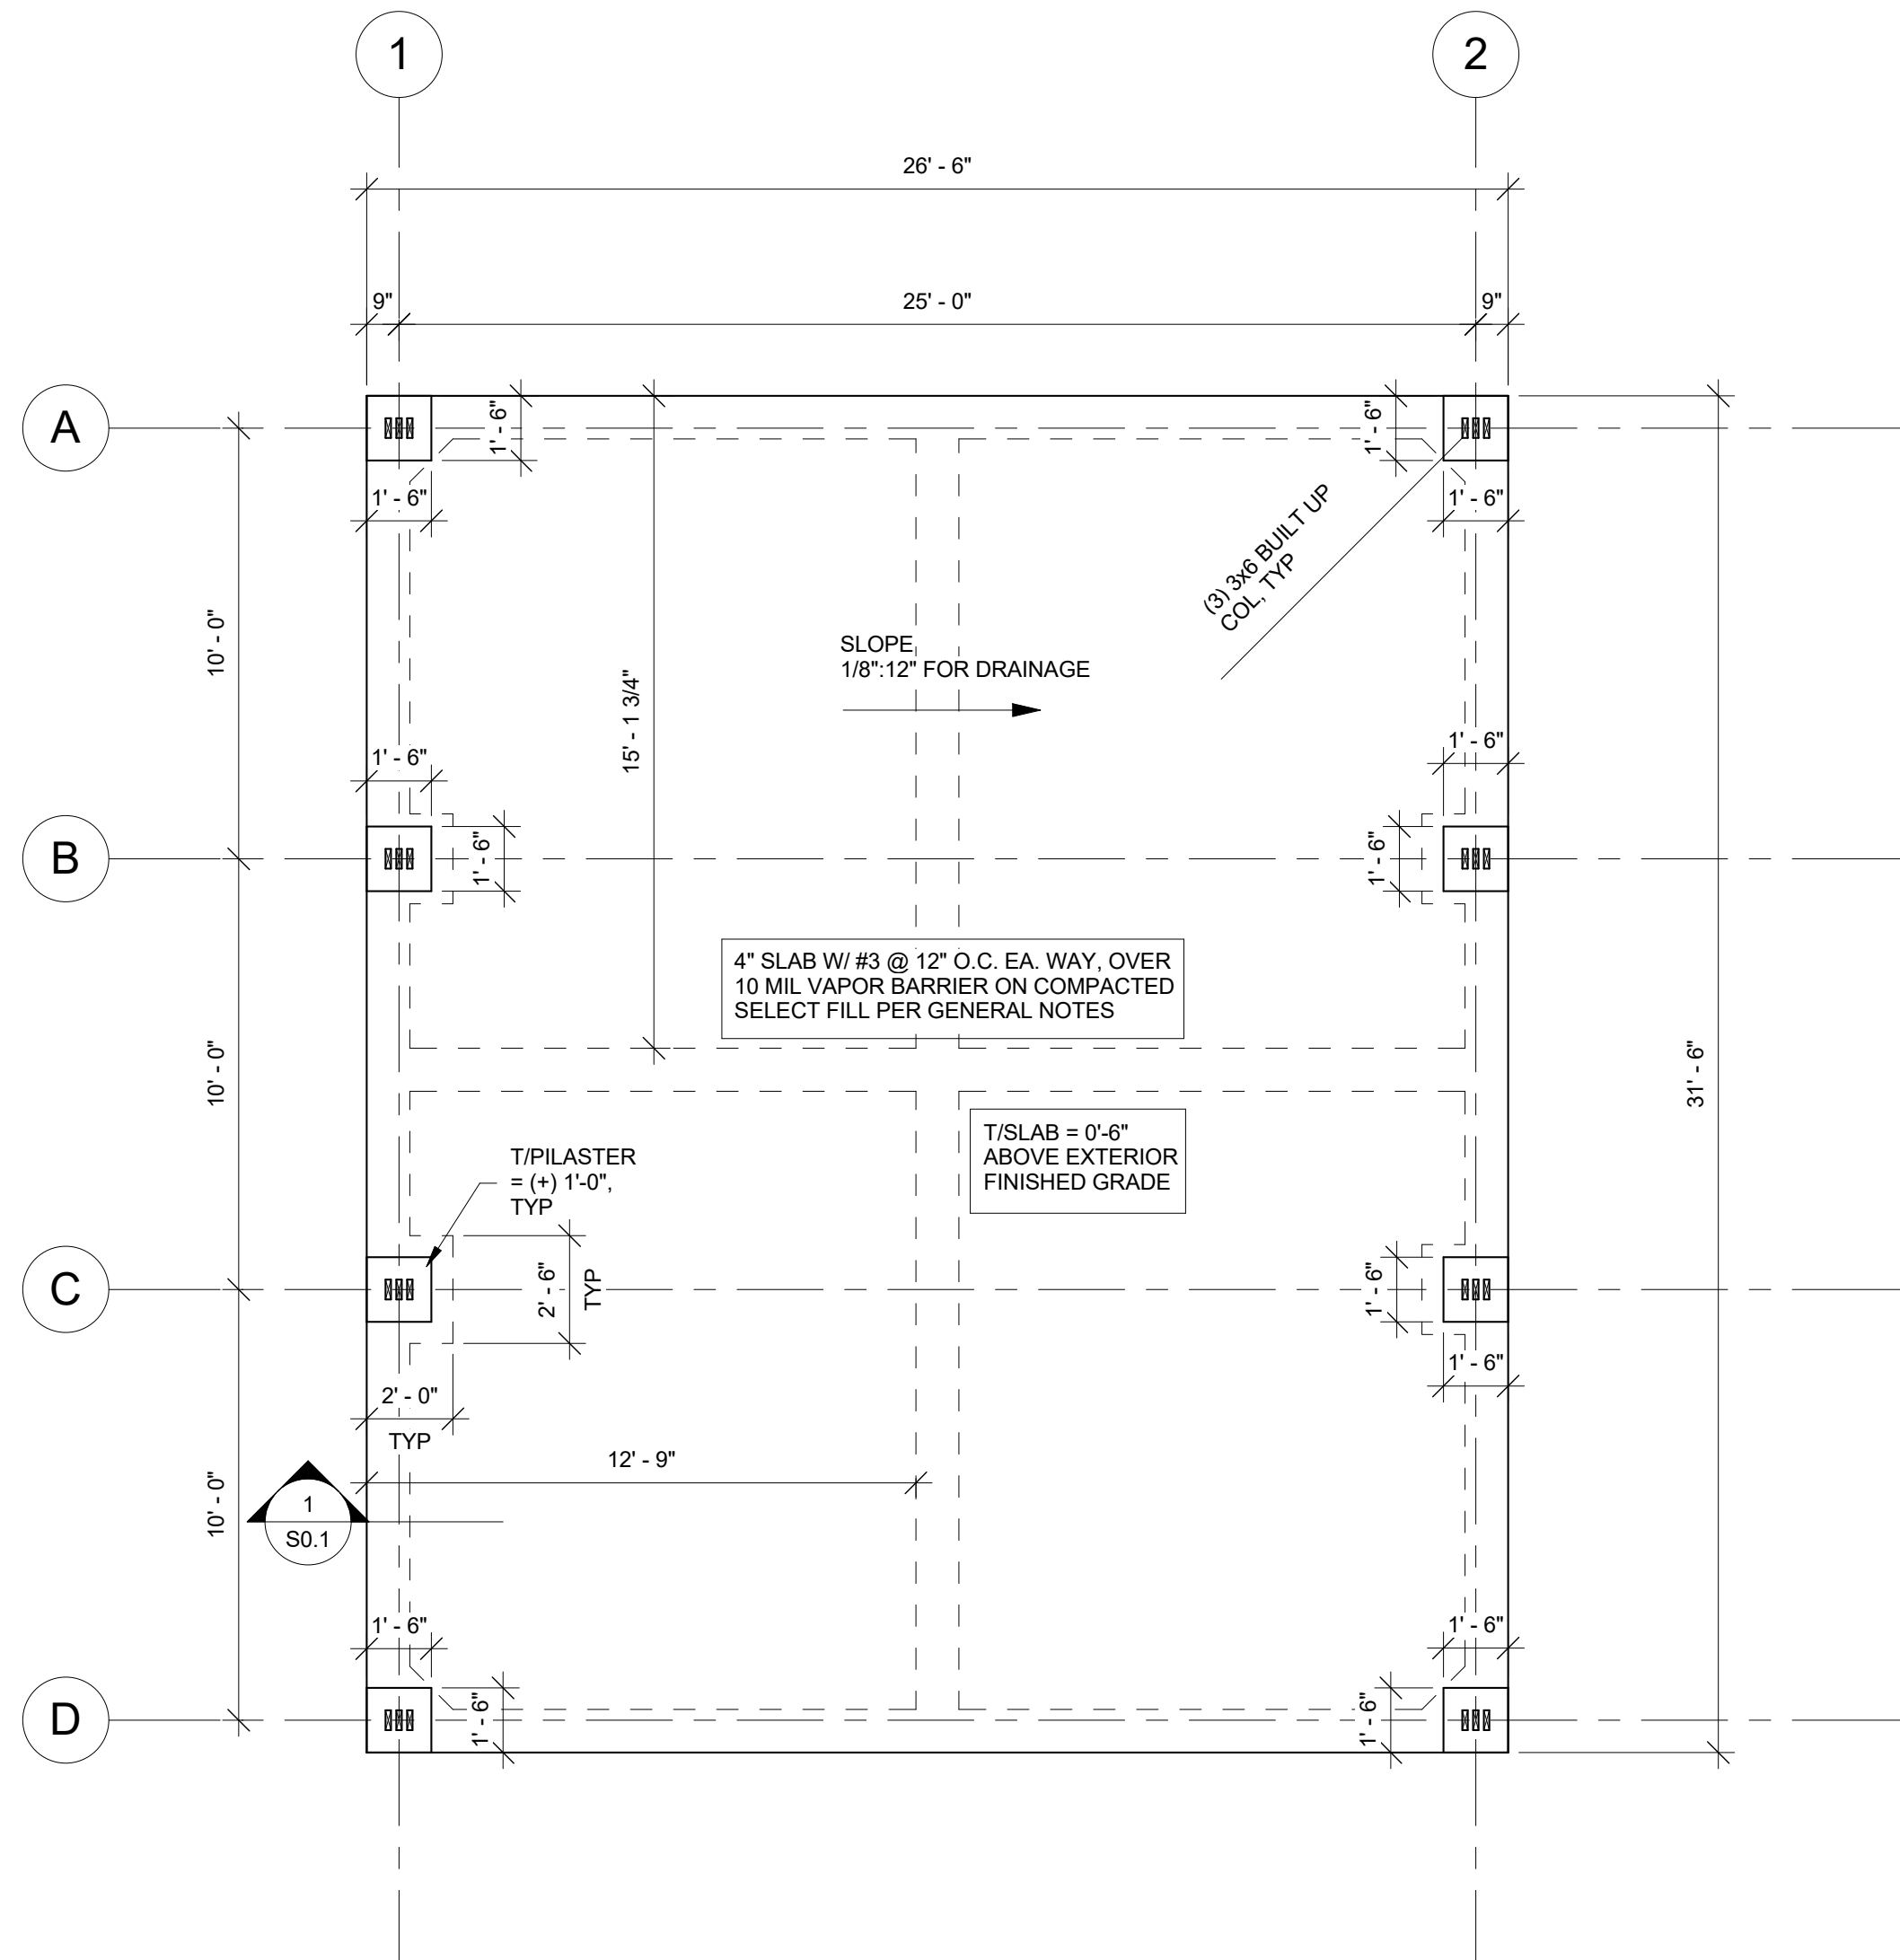 1
2
26' - 6"
9"
25' - 0"
9"
A
1' - 6"
1' - 6"
1' - 6"
1' - 6"
(3) 3x6 BUILT UP
COL, TYP
10' - 0"
SLOPE
1/8":12" FOR DRAINAGE
15' - 1 3/4"
1' - 6"
1' - 6"
B
1' - 6"
1' - 6"
4" SLAB W/ #3 @ 12" O.C. EA. WAY, OVER
10 MIL VAPOR BARRIER ON COMPACTED
SELECT FILL PER GENERAL NOTES
10' - 0"
31' - 6"
T/SLAB = 0'-6"
ABOVE EXTERIOR
FINISHED GRADE
T/PILASTER
= (+) 1'-0",
TYP
C
2' - 6"
TYP
1' - 6"
1' - 6"
2' - 0"
TYP
12' - 9"
10' - 0"
1
S0.1
1' - 6"
1' - 6"
D
1' - 6"
1' - 6"